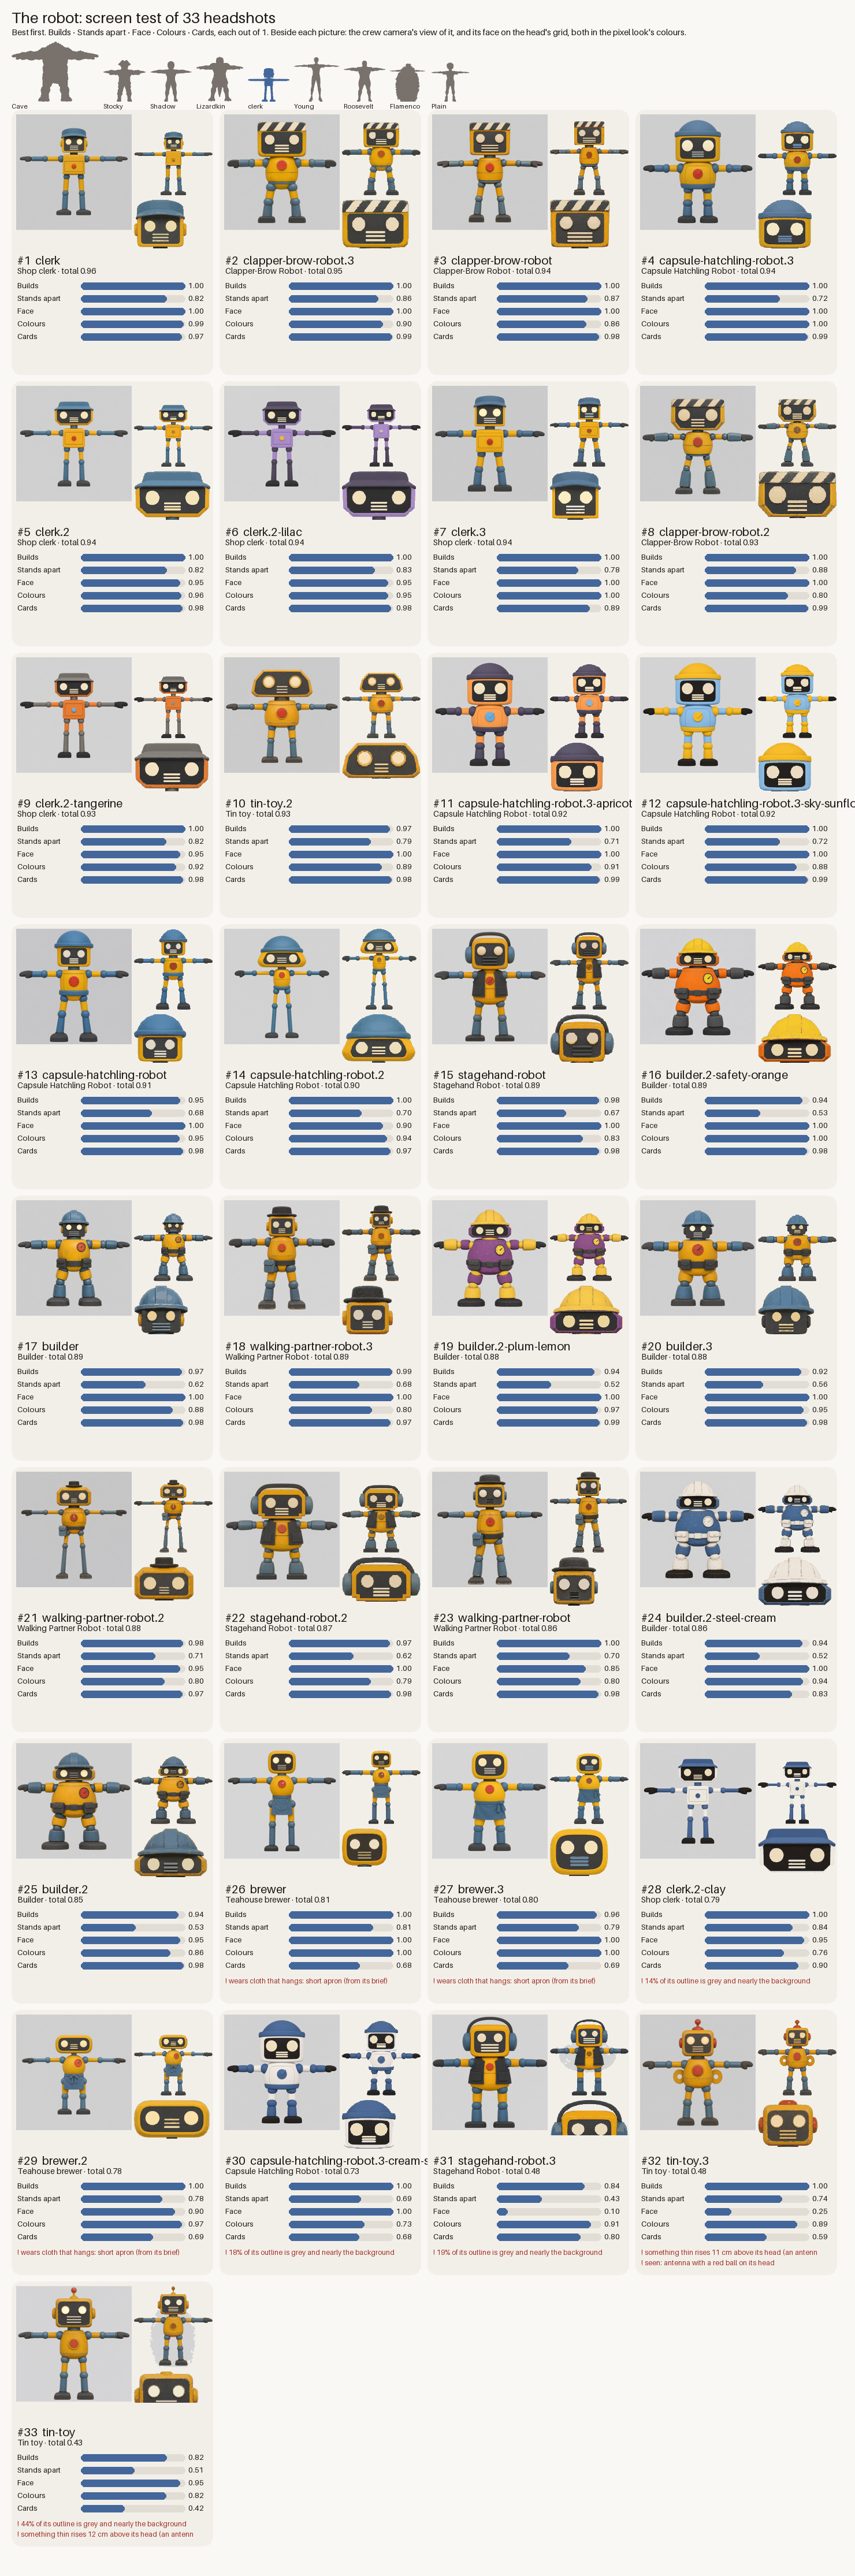 The robot: screen test of 33 headshots
Best first. Builds · Stands apart · Face · Colours · Cards, each out of 1. Beside each picture: the crew camera's view of it, and its face on the head's grid, both in the pixel look's colours.
Cave Stocky Shadow Lizardkin clerk Young Roosevelt Flamenco Plain
#1 clerk
Shop clerk · total 0.96
Builds 1.00
Stands apart 0.82
Face 1.00
Colours 0.99
Cards 0.97
#2 clapper-brow-robot.3
Clapper-Brow Robot · total 0.95
Builds 1.00
Stands apart 0.86
Face 1.00
Colours 0.90
Cards 0.99
#3 clapper-brow-robot
Clapper-Brow Robot · total 0.94
Builds 1.00
Stands apart 0.87
Face 1.00
Colours 0.86
Cards 0.98
#4 capsule-hatchling-robot.3
Capsule Hatchling Robot · total 0.94
Builds 1.00
Stands apart 0.72
Face 1.00
Colours 1.00
Cards 0.99
#5 clerk.2
Shop clerk · total 0.94
Builds 1.00
Stands apart 0.82
Face 0.95
Colours 0.96
Cards 0.98
#6 clerk.2-lilac
Shop clerk · total 0.94
Builds 1.00
Stands apart 0.83
Face 0.95
Colours 0.95
Cards 0.98
#7 clerk.3
Shop clerk · total 0.94
Builds 1.00
Stands apart 0.78
Face 1.00
Colours 1.00
Cards 0.89
#8 clapper-brow-robot.2
Clapper-Brow Robot · total 0.93
Builds 1.00
Stands apart 0.88
Face 1.00
Colours 0.80
Cards 0.99
#9 clerk.2-tangerine
Shop clerk · total 0.93
Builds 1.00
Stands apart 0.82
Face 0.95
Colours 0.92
Cards 0.98
#10 tin-toy.2
Tin toy · total 0.93
Builds 0.97
Stands apart 0.79
Face 1.00
Colours 0.89
Cards 0.98
#11 capsule-hatchling-robot.3-apricot
Capsule Hatchling Robot · total 0.92
Builds 1.00
Stands apart 0.71
Face 1.00
Colours 0.91
Cards 0.99
#12 capsule-hatchling-robot.3-sky-sunflo
Capsule Hatchling Robot · total 0.92
Builds 1.00
Stands apart 0.72
Face 1.00
Colours 0.88
Cards 0.99
#13 capsule-hatchling-robot
Capsule Hatchling Robot · total 0.91
Builds 0.95
Stands apart 0.68
Face 1.00
Colours 0.95
Cards 0.98
#14 capsule-hatchling-robot.2
Capsule Hatchling Robot · total 0.90
Builds 1.00
Stands apart 0.70
Face 0.90
Colours 0.94
Cards 0.97
#15 stagehand-robot
Stagehand Robot · total 0.89
Builds 0.98
Stands apart 0.67
Face 1.00
Colours 0.83
Cards 0.98
#16 builder.2-safety-orange
Builder · total 0.89
Builds 0.94
Stands apart 0.53
Face 1.00
Colours 1.00
Cards 0.98
#17 builder
Builder · total 0.89
Builds 0.97
Stands apart 0.62
Face 1.00
Colours 0.88
Cards 0.98
#18 walking-partner-robot.3
Walking Partner Robot · total 0.89
Builds 0.99
Stands apart 0.68
Face 1.00
Colours 0.80
Cards 0.97
#19 builder.2-plum-lemon
Builder · total 0.88
Builds 0.94
Stands apart 0.52
Face 1.00
Colours 0.97
Cards 0.99
#20 builder.3
Builder · total 0.88
Builds 0.92
Stands apart 0.56
Face 1.00
Colours 0.95
Cards 0.98
#21 walking-partner-robot.2
Walking Partner Robot · total 0.88
Builds 0.98
Stands apart 0.71
Face 0.95
Colours 0.80
Cards 0.97
#22 stagehand-robot.2
Stagehand Robot · total 0.87
Builds 0.97
Stands apart 0.62
Face 1.00
Colours 0.79
Cards 0.98
#23 walking-partner-robot
Walking Partner Robot · total 0.86
Builds 1.00
Stands apart 0.70
Face 0.85
Colours 0.80
Cards 0.98
#24 builder.2-steel-cream
Builder · total 0.86
Builds 0.94
Stands apart 0.52
Face 1.00
Colours 0.94
Cards 0.83
#25 builder.2
Builder · total 0.85
Builds 0.94
Stands apart 0.53
Face 0.95
Colours 0.86
Cards 0.98
#26 brewer
Teahouse brewer · total 0.81
Builds 1.00
Stands apart 0.81
Face 1.00
Colours 1.00
Cards 0.68
! wears cloth that hangs: short apron (from its brief)
#27 brewer.3
Teahouse brewer · total 0.80
Builds 0.96
Stands apart 0.79
Face 1.00
Colours 1.00
Cards 0.69
! wears cloth that hangs: short apron (from its brief)
#28 clerk.2-clay
Shop clerk · total 0.79
Builds 1.00
Stands apart 0.84
Face 0.95
Colours 0.76
Cards 0.90
! 14% of its outline is grey and nearly the background
#29 brewer.2
Teahouse brewer · total 0.78
Builds 1.00
Stands apart 0.78
Face 0.90
Colours 0.97
Cards 0.69
! wears cloth that hangs: short apron (from its brief)
#30 capsule-hatchling-robot.3-cream-s
Capsule Hatchling Robot · total 0.73
Builds 1.00
Stands apart 0.69
Face 1.00
Colours 0.73
Cards 0.68
! 18% of its outline is grey and nearly the background
#31 stagehand-robot.3
Stagehand Robot · total 0.48
Builds 0.84
Stands apart 0.43
Face 0.10
Colours 0.91
Cards 0.80
! 19% of its outline is grey and nearly the background
#32 tin-toy.3
Tin toy · total 0.48
Builds 1.00
Stands apart 0.74
Face 0.25
Colours 0.89
Cards 0.59
! something thin rises 11 cm above its head (an antenn
! seen: antenna with a red ball on its head
#33 tin-toy
Tin toy · total 0.43
Builds 0.82
Stands apart 0.51
Face 0.95
Colours 0.82
Cards 0.42
! 44% of its outline is grey and nearly the background
! something thin rises 12 cm above its head (an antenn